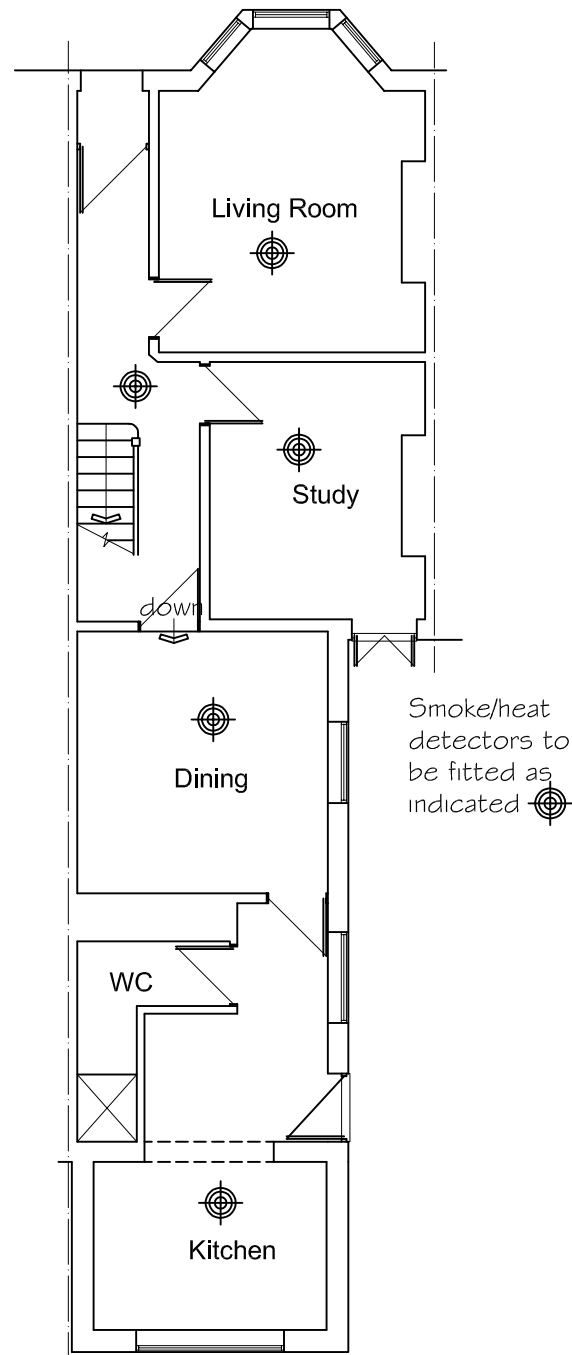 Living Room
Study
down
Smoke/heat
detectors to
be fitted as
indicated
Dining
WC
Kitchen